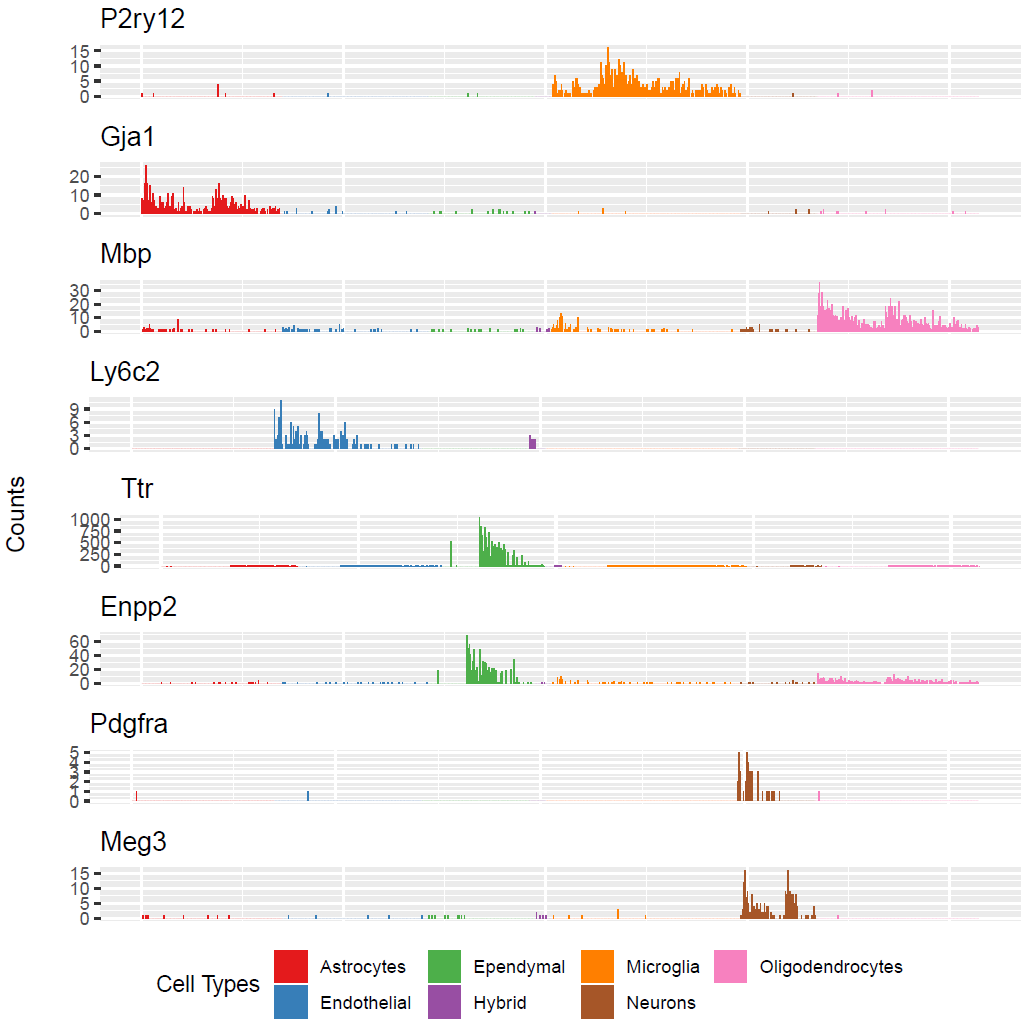 P2ry12
15
10
5
0
Gja1
20
10
0
Mbp
30
20
10
0
Ly6c2
9
6
3
0
Counts
Ttr
1000
750
500
250
0
Enpp2
60
40
20
0
Pdgfra
5
4
3
2
1
0
Meg3
15
10
5
0
Cell Types
Astrocytes Ependymal Microglia Oligodendrocytes
Endothelial Hybrid Neurons